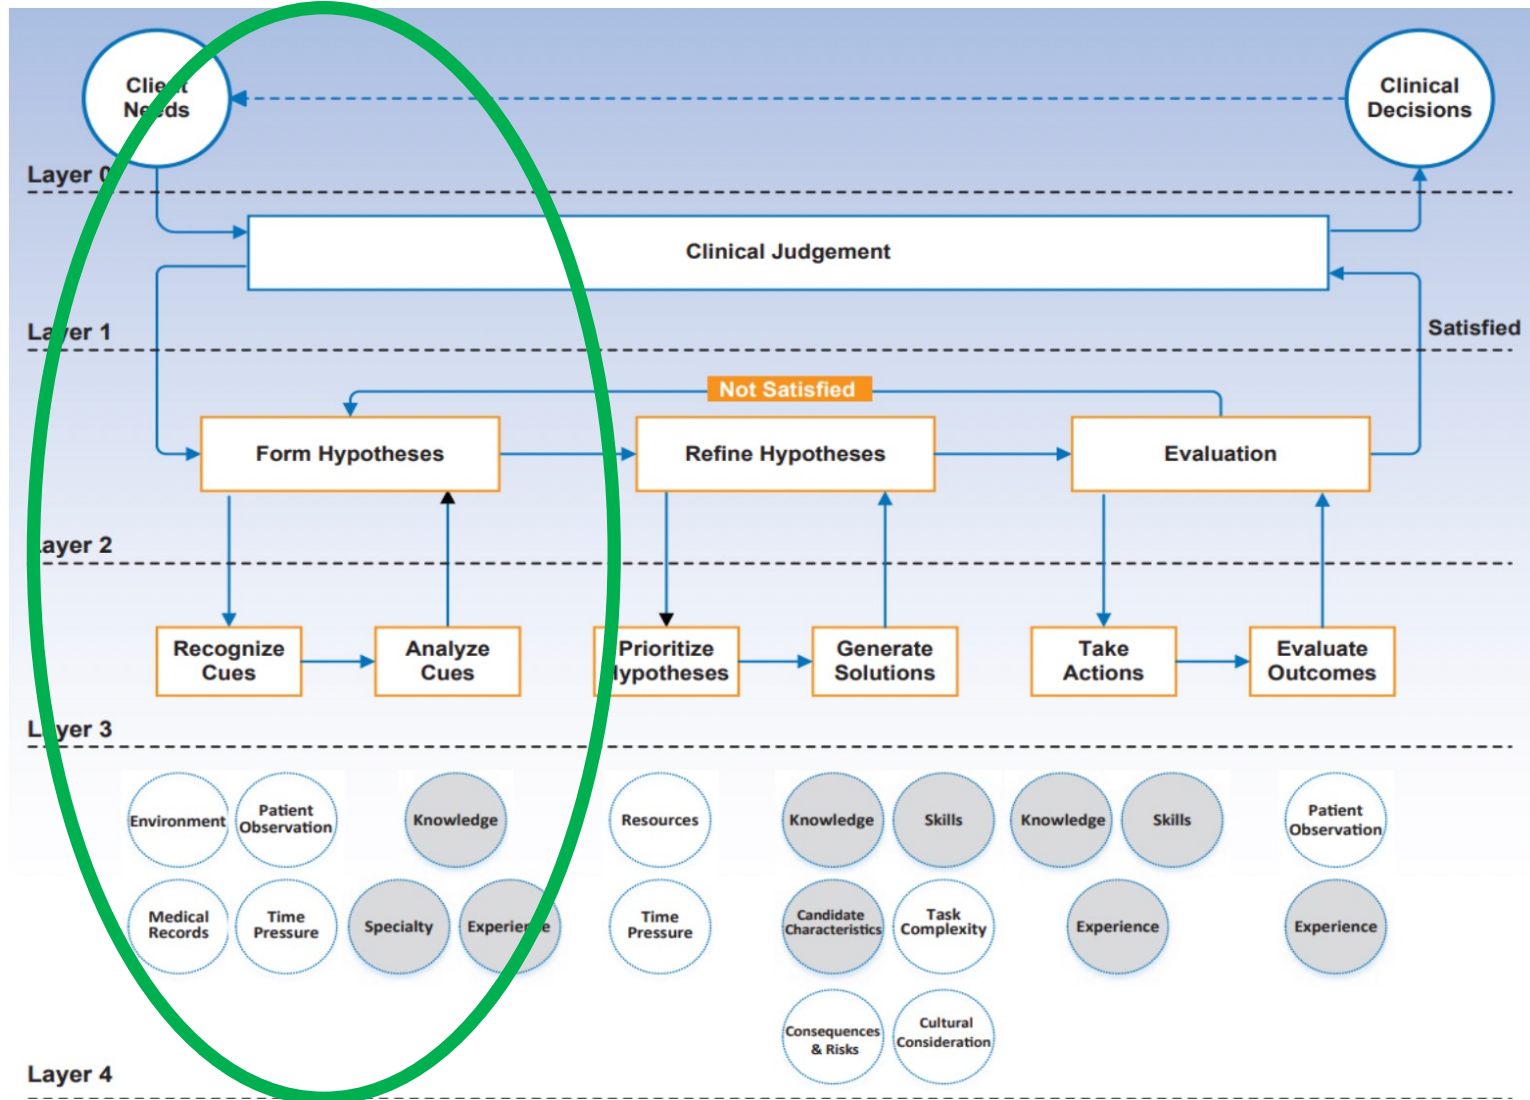 Client
Needs
Clinical
Decisions
Layer 0
Clinical Judgement
Layer 1
Satisfied
Not Satisfied
Form Hypotheses
Refine Hypotheses
Evaluation
Layer 2
Recognize
Cues
Analyze
Cues
Prioritize
Hypotheses
Generate
Solutions
Take
Actions
Evaluate
Outcomes
Layer 3
Environment
Patient
Observation
Knowledge
Resources
Knowledge
Skills
Knowledge
Skills
Patient
Observation
Medical
Records
Time
Pressure
Specialty
Experience
Time
Pressure
Candidate
Characteristics
Task
Complexity
Experience
Experience
Consequences
& Risks
Cultural
Consideration
Layer 4